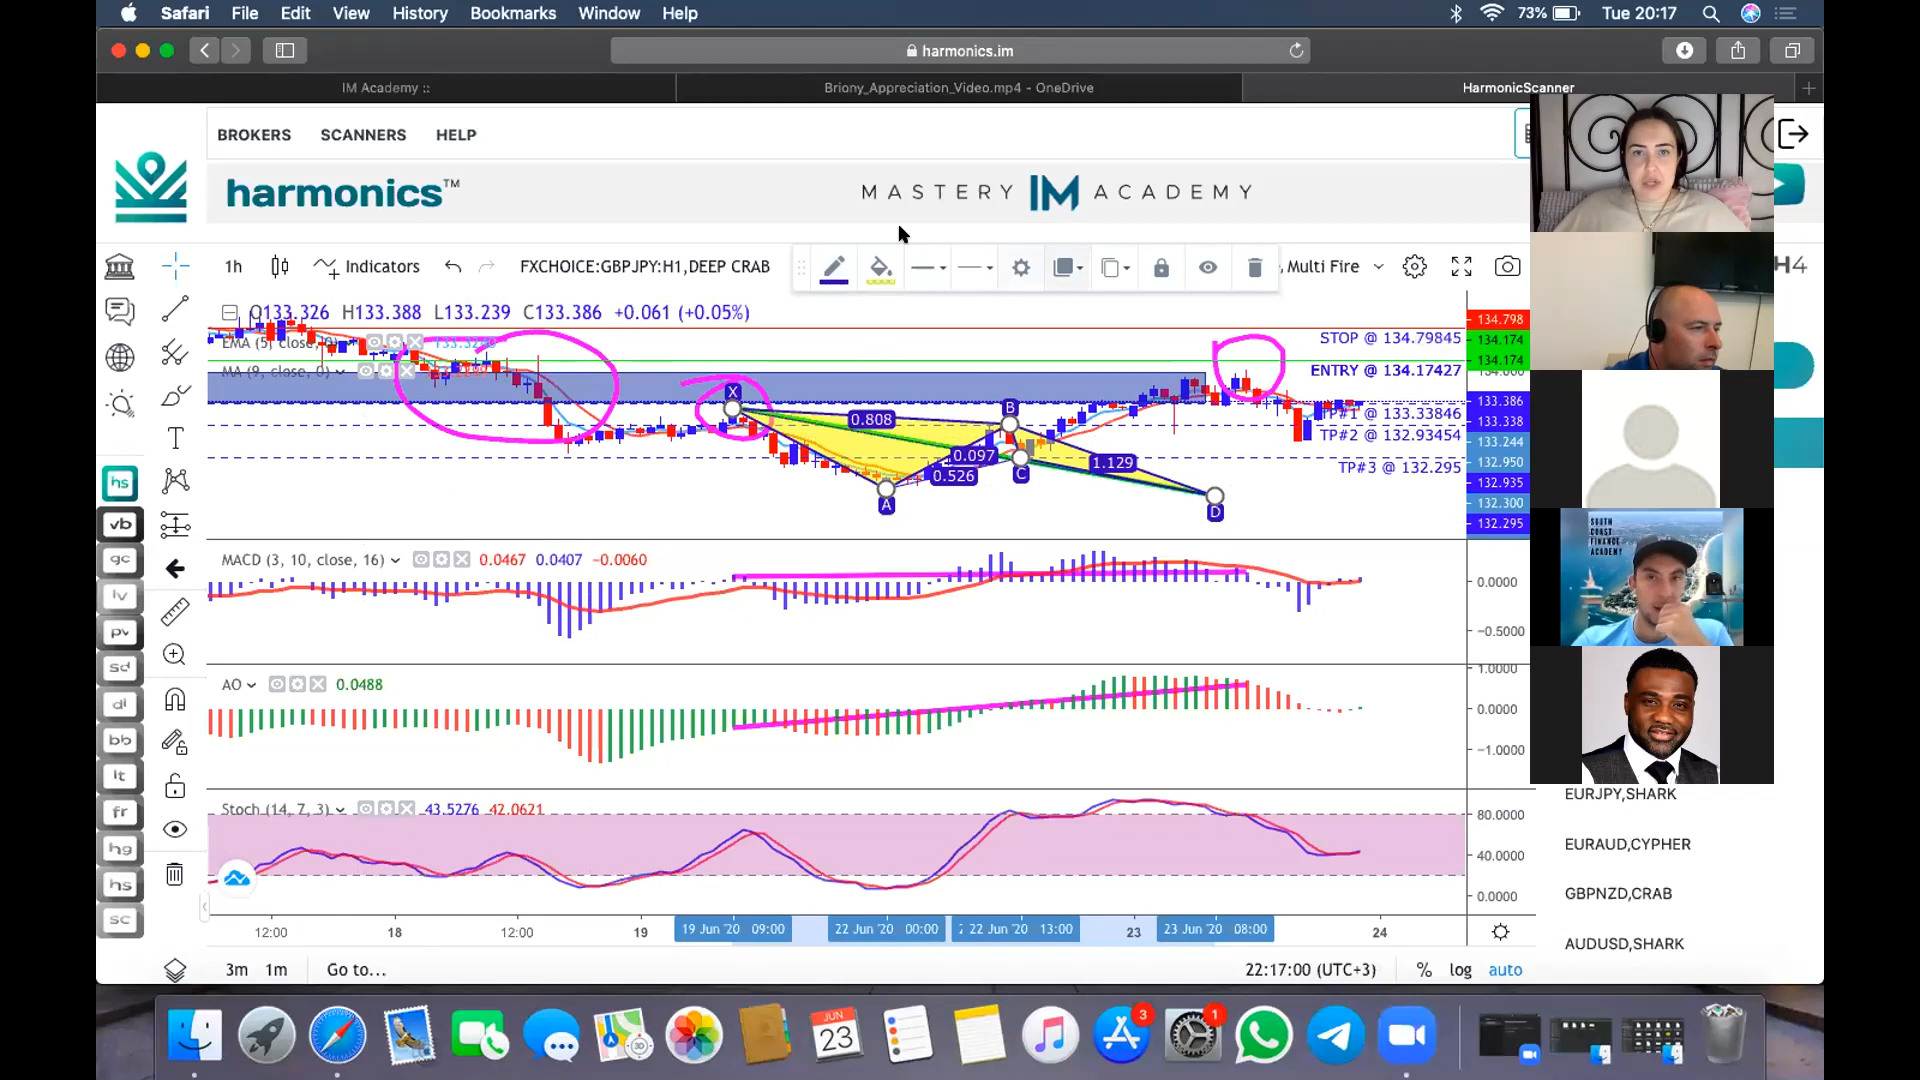 Safari File Edit View History Bookmarks Window Help 73% Tue 20:17
harmonics.im
IM Academy :: Briony_Appreciation_Video.mp4 - OneDrive HarmonicScanner
BROKERS SCANNERS HELP
harmonics™ MASTERY IM ACADEMY
1h Indicators FXCHOICE:GBPJPY:H1,DEEP CRAB Multi Fire H4
O133.326 H133.388 L133.239 C133.386 +0.061 (+0.05%)
EMA (5, close, 0)
MA (9, close, 0)
STOP @ 134.79845
ENTRY @ 134.17427
TP#1 @ 133.33846
TP#2 @ 132.93454
TP#3 @ 132.295
134.798
134.174
134.174
134.000
133.386
133.338
133.244
132.950
132.935
132.300
132.295
X
B
0.808
0.097
0.526
1.129
C
A
D
MACD (3, 10, close, 16) 0.0467 0.0407 −0.0060
0.0000
−0.5000
AO 0.0488
1.0000
0.0000
−1.0000
Stoch (14, 7, 3) 43.5276 42.0621
80.0000
40.0000
0.0000
12:00 18 12:00 19 19 Jun '20 09:00 22 Jun '20 00:00 22 Jun '20 13:00 23 23 Jun '20 08:00 24
3m 1m Go to... 22:17:00 (UTC+3) % log auto
hs
vb
gc
lv
pv
sd
di
bb
lt
fr
hg
hs
sc
SOUTH
COAST
FINANCE
ACADEMY
EURJPY,SHARK
EURAUD,CYPHER
GBPNZD,CRAB
AUDUSD,SHARK
JUN
23
3D
3
1